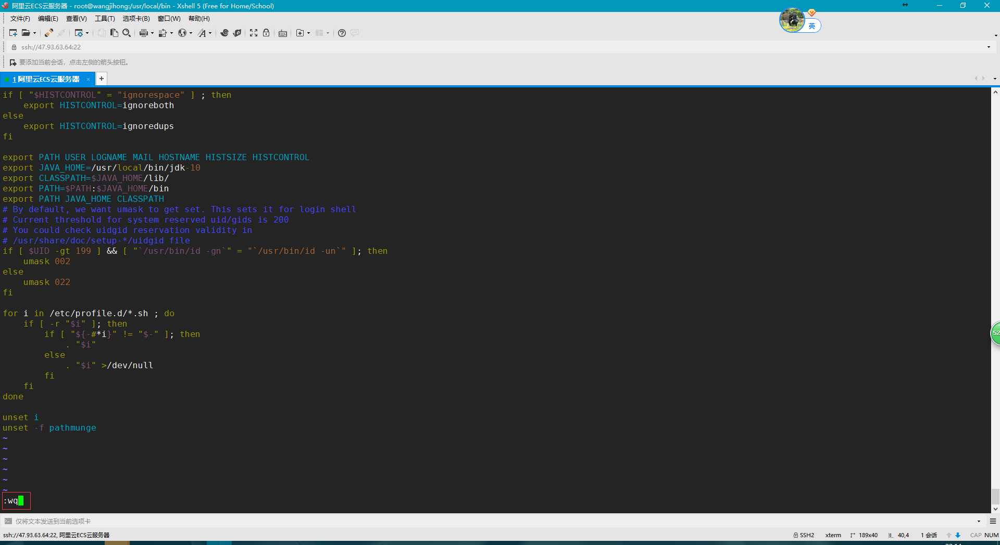 阿里云ECS云服务器 - root@wangjihong:/usr/local/bin - Xshell 5 (Free for Home/School)
文件(F) 编辑(E) 查看(V) 工具(T) 选项卡(B) 窗口(W) 帮助(H)
英
ssh://47.93.63.64:22
要添加当前会话，点击左侧的箭头按钮。
1 阿里云ECS云服务器 × +
if [ "$HISTCONTROL" = "ignorespace" ] ; then
    export HISTCONTROL=ignoreboth
else
    export HISTCONTROL=ignoredups
fi
export PATH USER LOGNAME MAIL HOSTNAME HISTSIZE HISTCONTROL
export JAVA_HOME=/usr/local/bin/jdk-10
export CLASSPATH=$JAVA_HOME/lib/
export PATH=$PATH:$JAVA_HOME/bin
export PATH JAVA_HOME CLASSPATH
# By default, we want umask to get set. This sets it for login shell
# Current threshold for system reserved uid/gids is 200
# You could check uidgid reservation validity in
# /usr/share/doc/setup-*/uidgid file
if [ $UID -gt 199 ] && [ "`/usr/bin/id -gn`" = "`/usr/bin/id -un`" ]; then
    umask 002
else
    umask 022
fi
for i in /etc/profile.d/*.sh ; do
    if [ -r "$i" ]; then
        if [ "${-#*i}" != "$-" ]; then
            . "$i"
        else
            . "$i" >/dev/null
        fi
    fi
done
52
unset i
unset -f pathmunge
~
~
~
~
~
~
:wq
仅将文本发送到当前选项卡
ssh://47.93.63.64:22, 阿里云ECS云服务器 SSH2 xterm 189x40 40,4 1 会话 CAP NUM